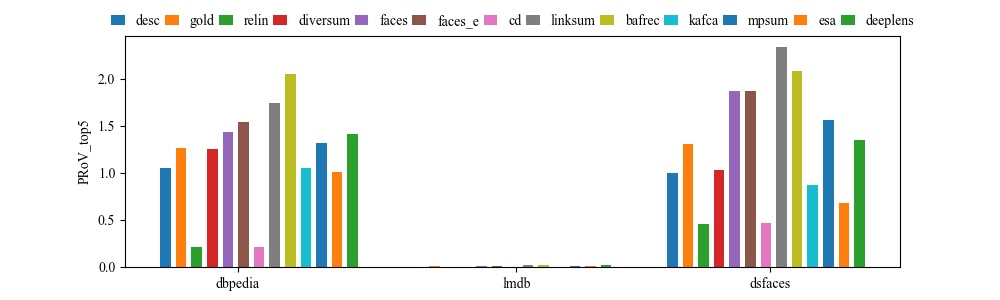 desc gold relin diversum faces faces_e cd linksum bafrec kafca mpsum esa deeplens
2.0
1.5
1.0
0.5
0.0
PRoV_top5
dbpedia lmdb dsfaces